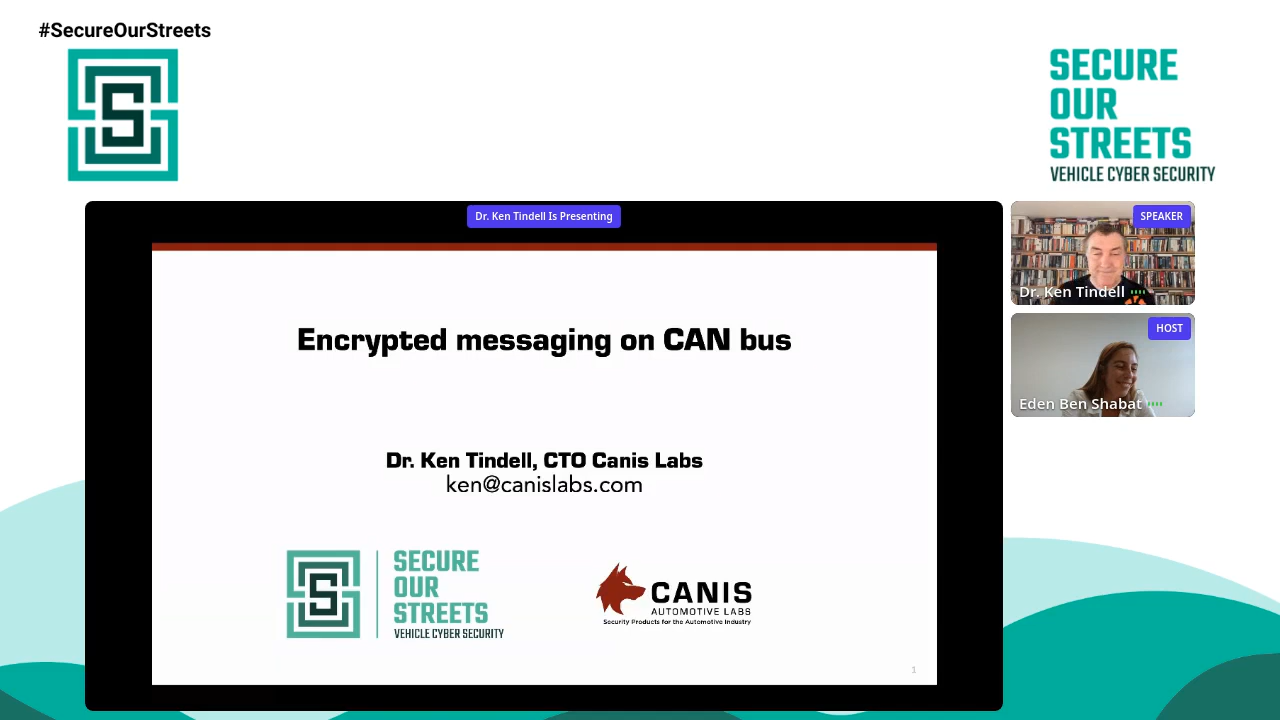 #SecureOurStreets
S
SECURE
OUR
STREETS
VEHICLE CYBER SECURITY
Dr. Ken Tindell Is Presenting
SPEAKER
Dr. Ken Tindell
HOST
Eden Ben Shabat
Encrypted messaging on CAN bus
Dr. Ken Tindell, CTO Canis Labs
ken@canislabs.com
S
SECURE
OUR
STREETS
VEHICLE CYBER SECURITY
CANIS
AUTOMOTIVE LABS
Security Products for the Automotive Industry
1